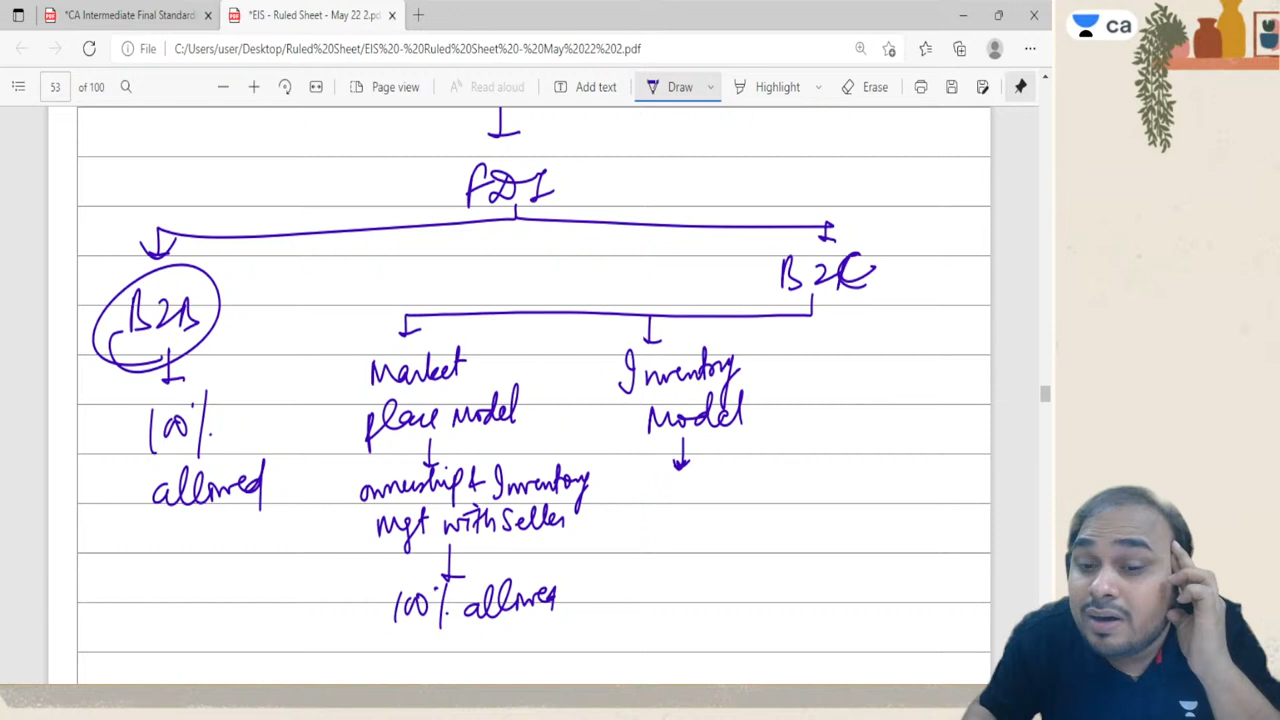 *CA Intermediate Final Standard
*EIS - Ruled Sheet - May 22 2.pd
File
C:/Users/user/Desktop/Ruled%20Sheet/EIS%20-%20Ruled%20Sheet%20-%20May%2022%202.pdf
53 of 100
Page view
Read aloud
Add text
Draw
Highlight
Erase
ca
FDI
B2B
B2C
100%
allowed
Market
place Model
ownership & Inventory
Mgt with Seller
100% allowed
Inventory
Model